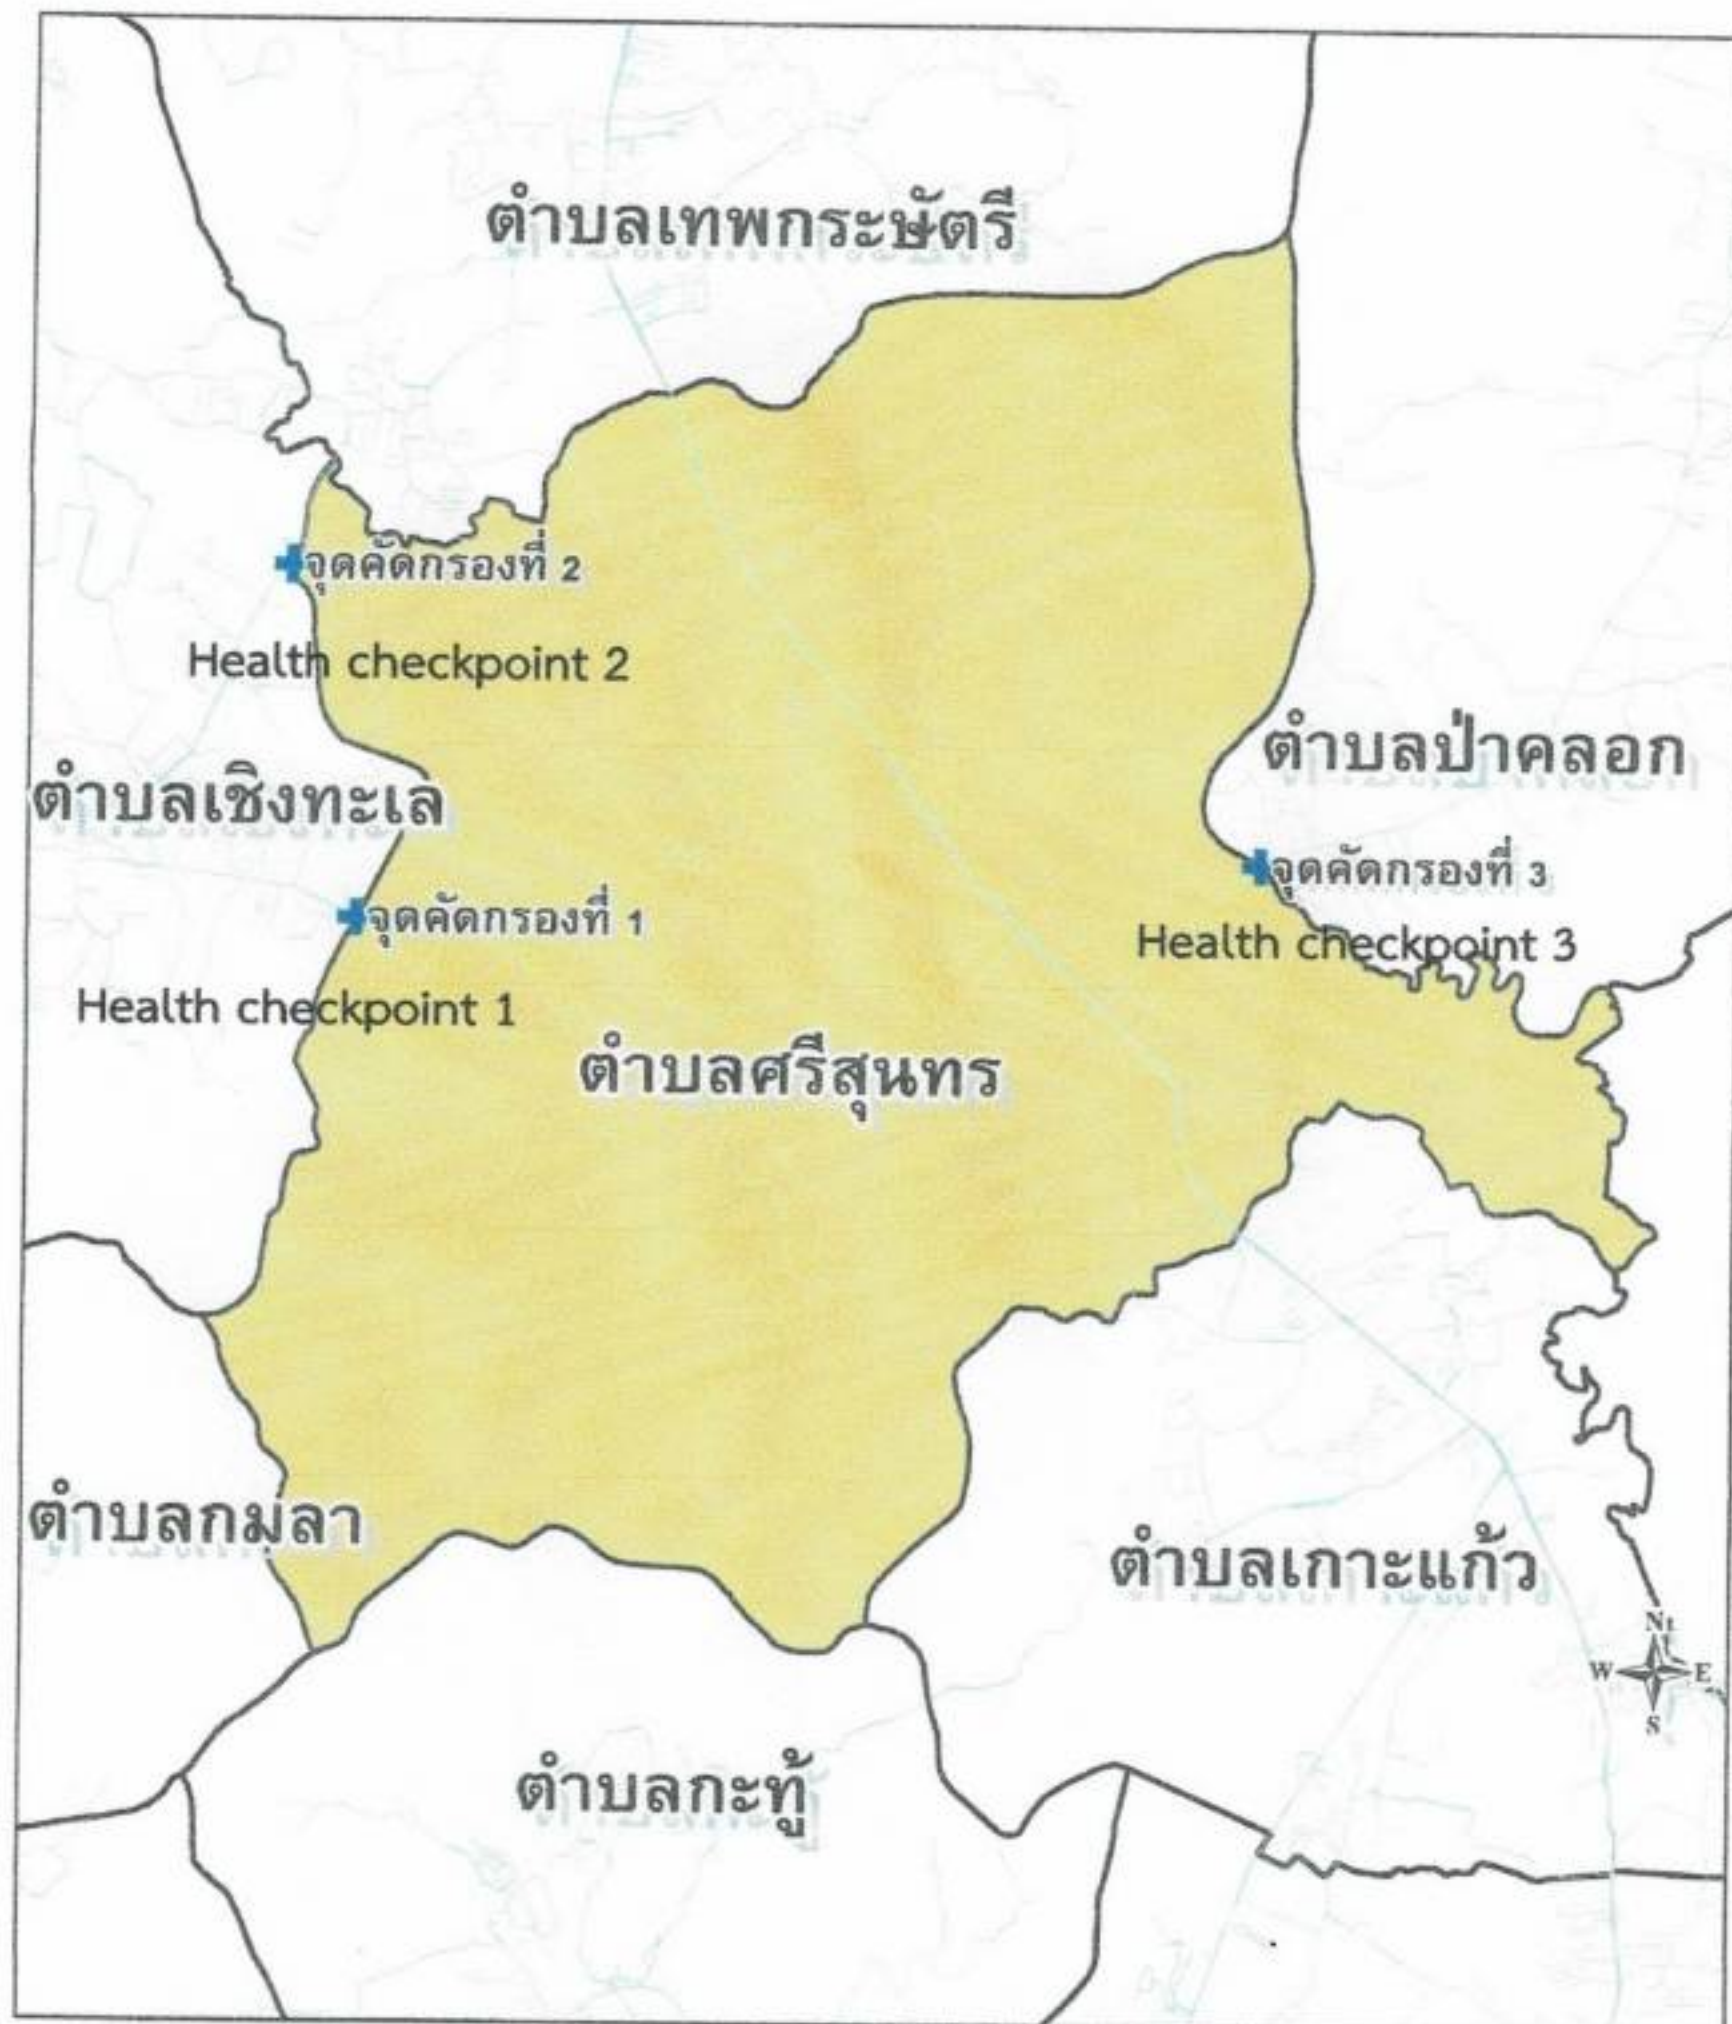 ตำบลเทพกระษัตรี
จุดคัดกรองที่ 2
Health checkpoint 2
ตำบลป่าคลอก
ตำบลเชิงทะเล
จุดคัดกรองที่ 3
จุดคัดกรองที่ 1
Health checkpoint 3
Health checkpoint 1
ตำบลศรีสุนทร
ตำบลกมลา
ตำบลเกาะแก้ว
N
W E
S
ตำบลกะทู้